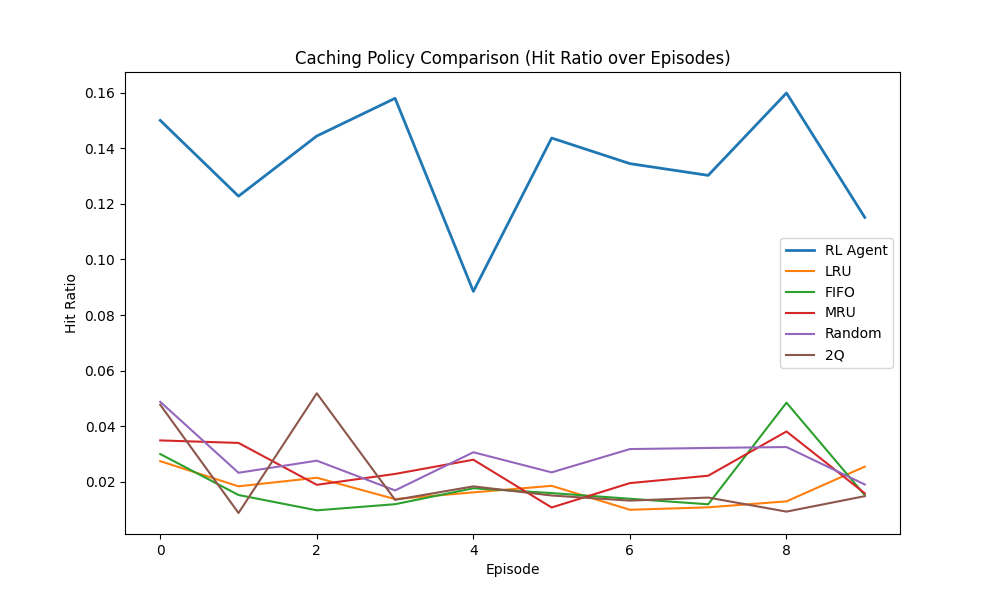 Caching Policy Comparison (Hit Ratio over Episodes)
Hit Ratio
0.16
0.14
0.12
0.10
0.08
0.06
0.04
0.02
RL Agent
LRU
FIFO
MRU
Random
2Q
0 2 4 6 8
Episode